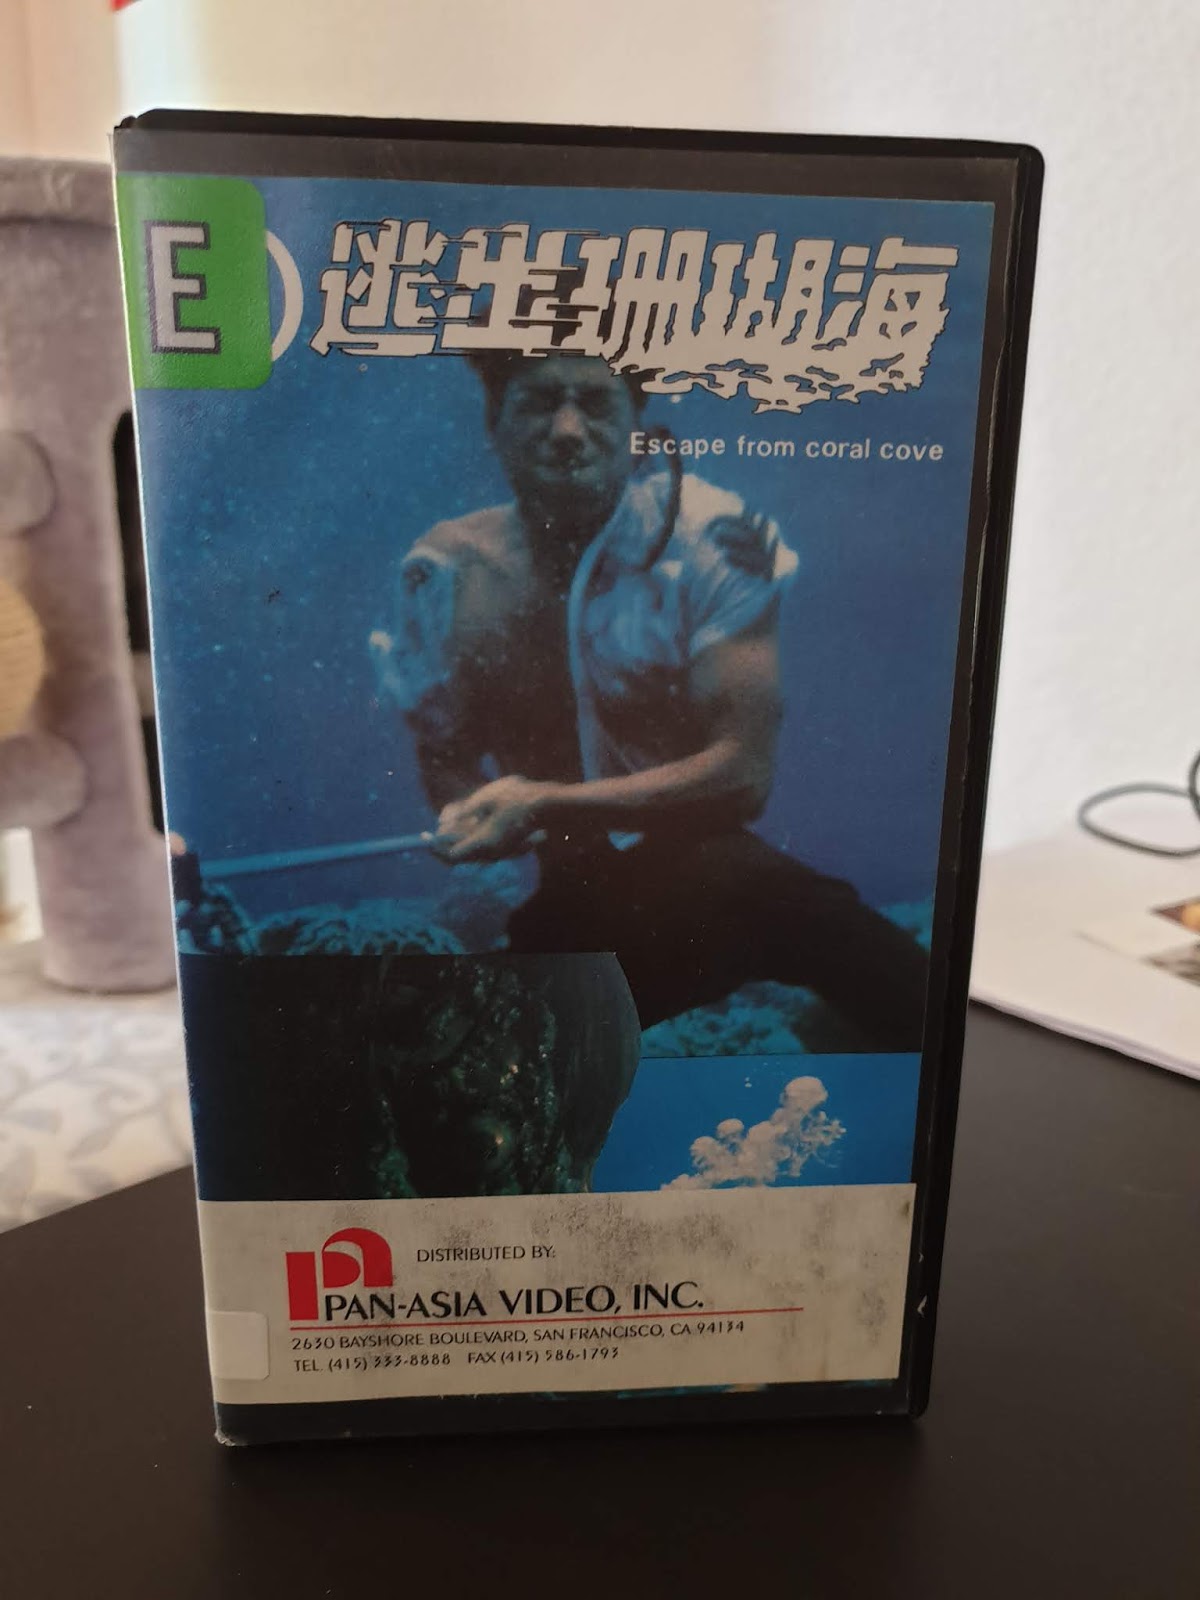 E
逃生珊瑚海
Escape from coral cove
DISTRIBUTED BY:
PAN-ASIA VIDEO, INC.
2630 BAYSHORE BOULEVARD, SAN FRANCISCO, CA 94134
TEL. (415) 333-8888 FAX (415) 586-1793